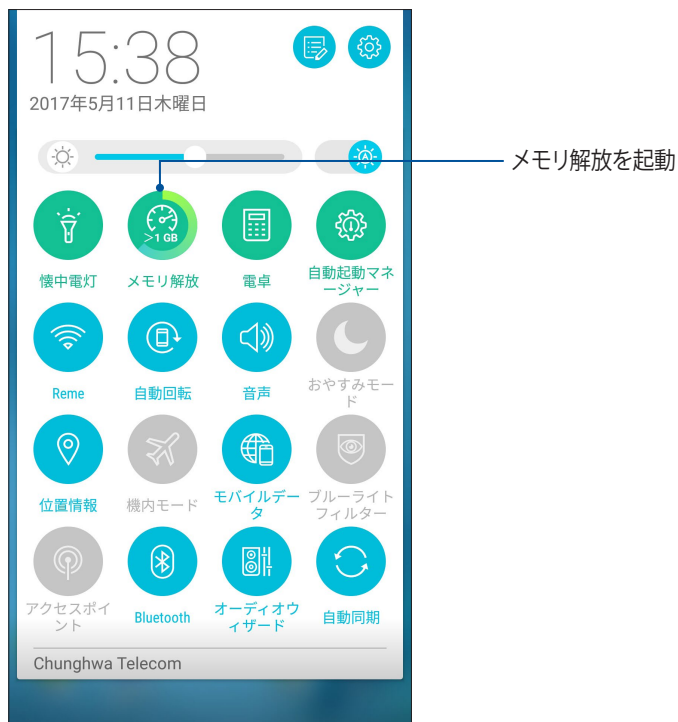 15:38
2017年5月11日木曜日
A
メモリ解放を起動
>1 GB
懐中電灯
メモリ解放
電卓
自動起動マネ
ージャー
Reme
自動回転
音声
おやすみモー
ド
位置情報
機内モード
モバイルデー
タ
ブルーライト
フィルター
アクセスポイ
ント
Bluetooth
オーディオウ
ィザード
自動同期
Chunghwa Telecom